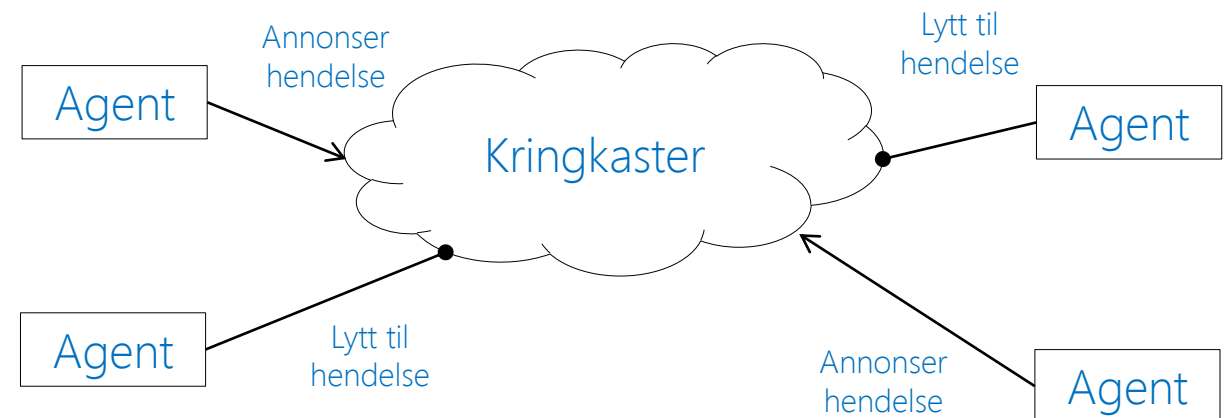 Annonser
hendelse
Lytt til
hendelse
Agent
Kringkaster
Agent
Agent
Lytt til
hendelse
Annonser
hendelse
Agent